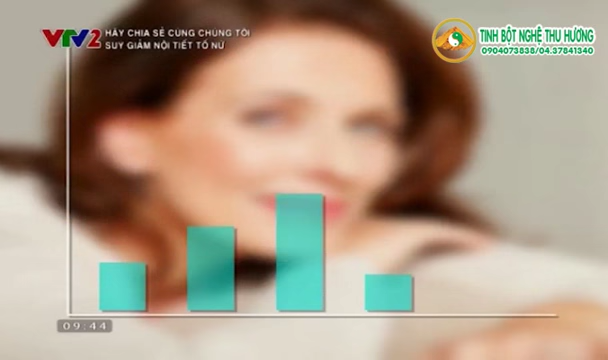 VTV2
HÃY CHIA SẺ CÙNG CHÚNG TÔI
SUY GIẢM NỘI TIẾT TỐ NỮ
TINH BỘT NGHỆ THU HƯƠNG
0904073838/04.37841340
09:44